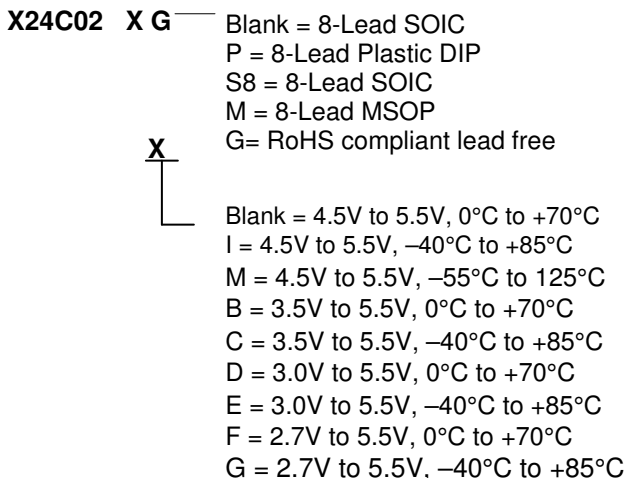 X24C02 X G Blank = 8-Lead SOIC
P = 8-Lead Plastic DIP
S8 = 8-Lead SOIC
M = 8-Lead MSOP
G= RoHS compliant lead free
X
Blank = 4.5V to 5.5V, 0°C to +70°C
I = 4.5V to 5.5V, –40°C to +85°C
M = 4.5V to 5.5V, –55°C to 125°C
B = 3.5V to 5.5V, 0°C to +70°C
C = 3.5V to 5.5V, –40°C to +85°C
D = 3.0V to 5.5V, 0°C to +70°C
E = 3.0V to 5.5V, –40°C to +85°C
F = 2.7V to 5.5V, 0°C to +70°C
G = 2.7V to 5.5V, –40°C to +85°C